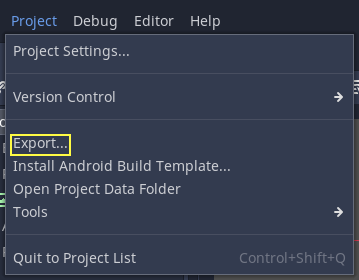 Project Debug Editor Help
Project Settings...
Version Control
Export...
Install Android Build Template...
Open Project Data Folder
Tools
Quit to Project List Control+Shift+Q